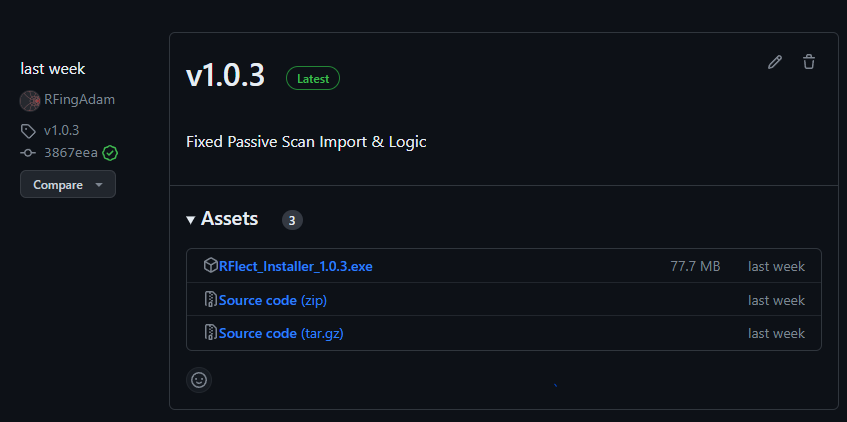 last week
RFingAdam
v1.0.3
3867eea
Compare
v1.0.3 Latest
Fixed Passive Scan Import & Logic
Assets 3
RFlect_Installer_1.0.3.exe 77.7 MB last week
Source code (zip) last week
Source code (tar.gz) last week